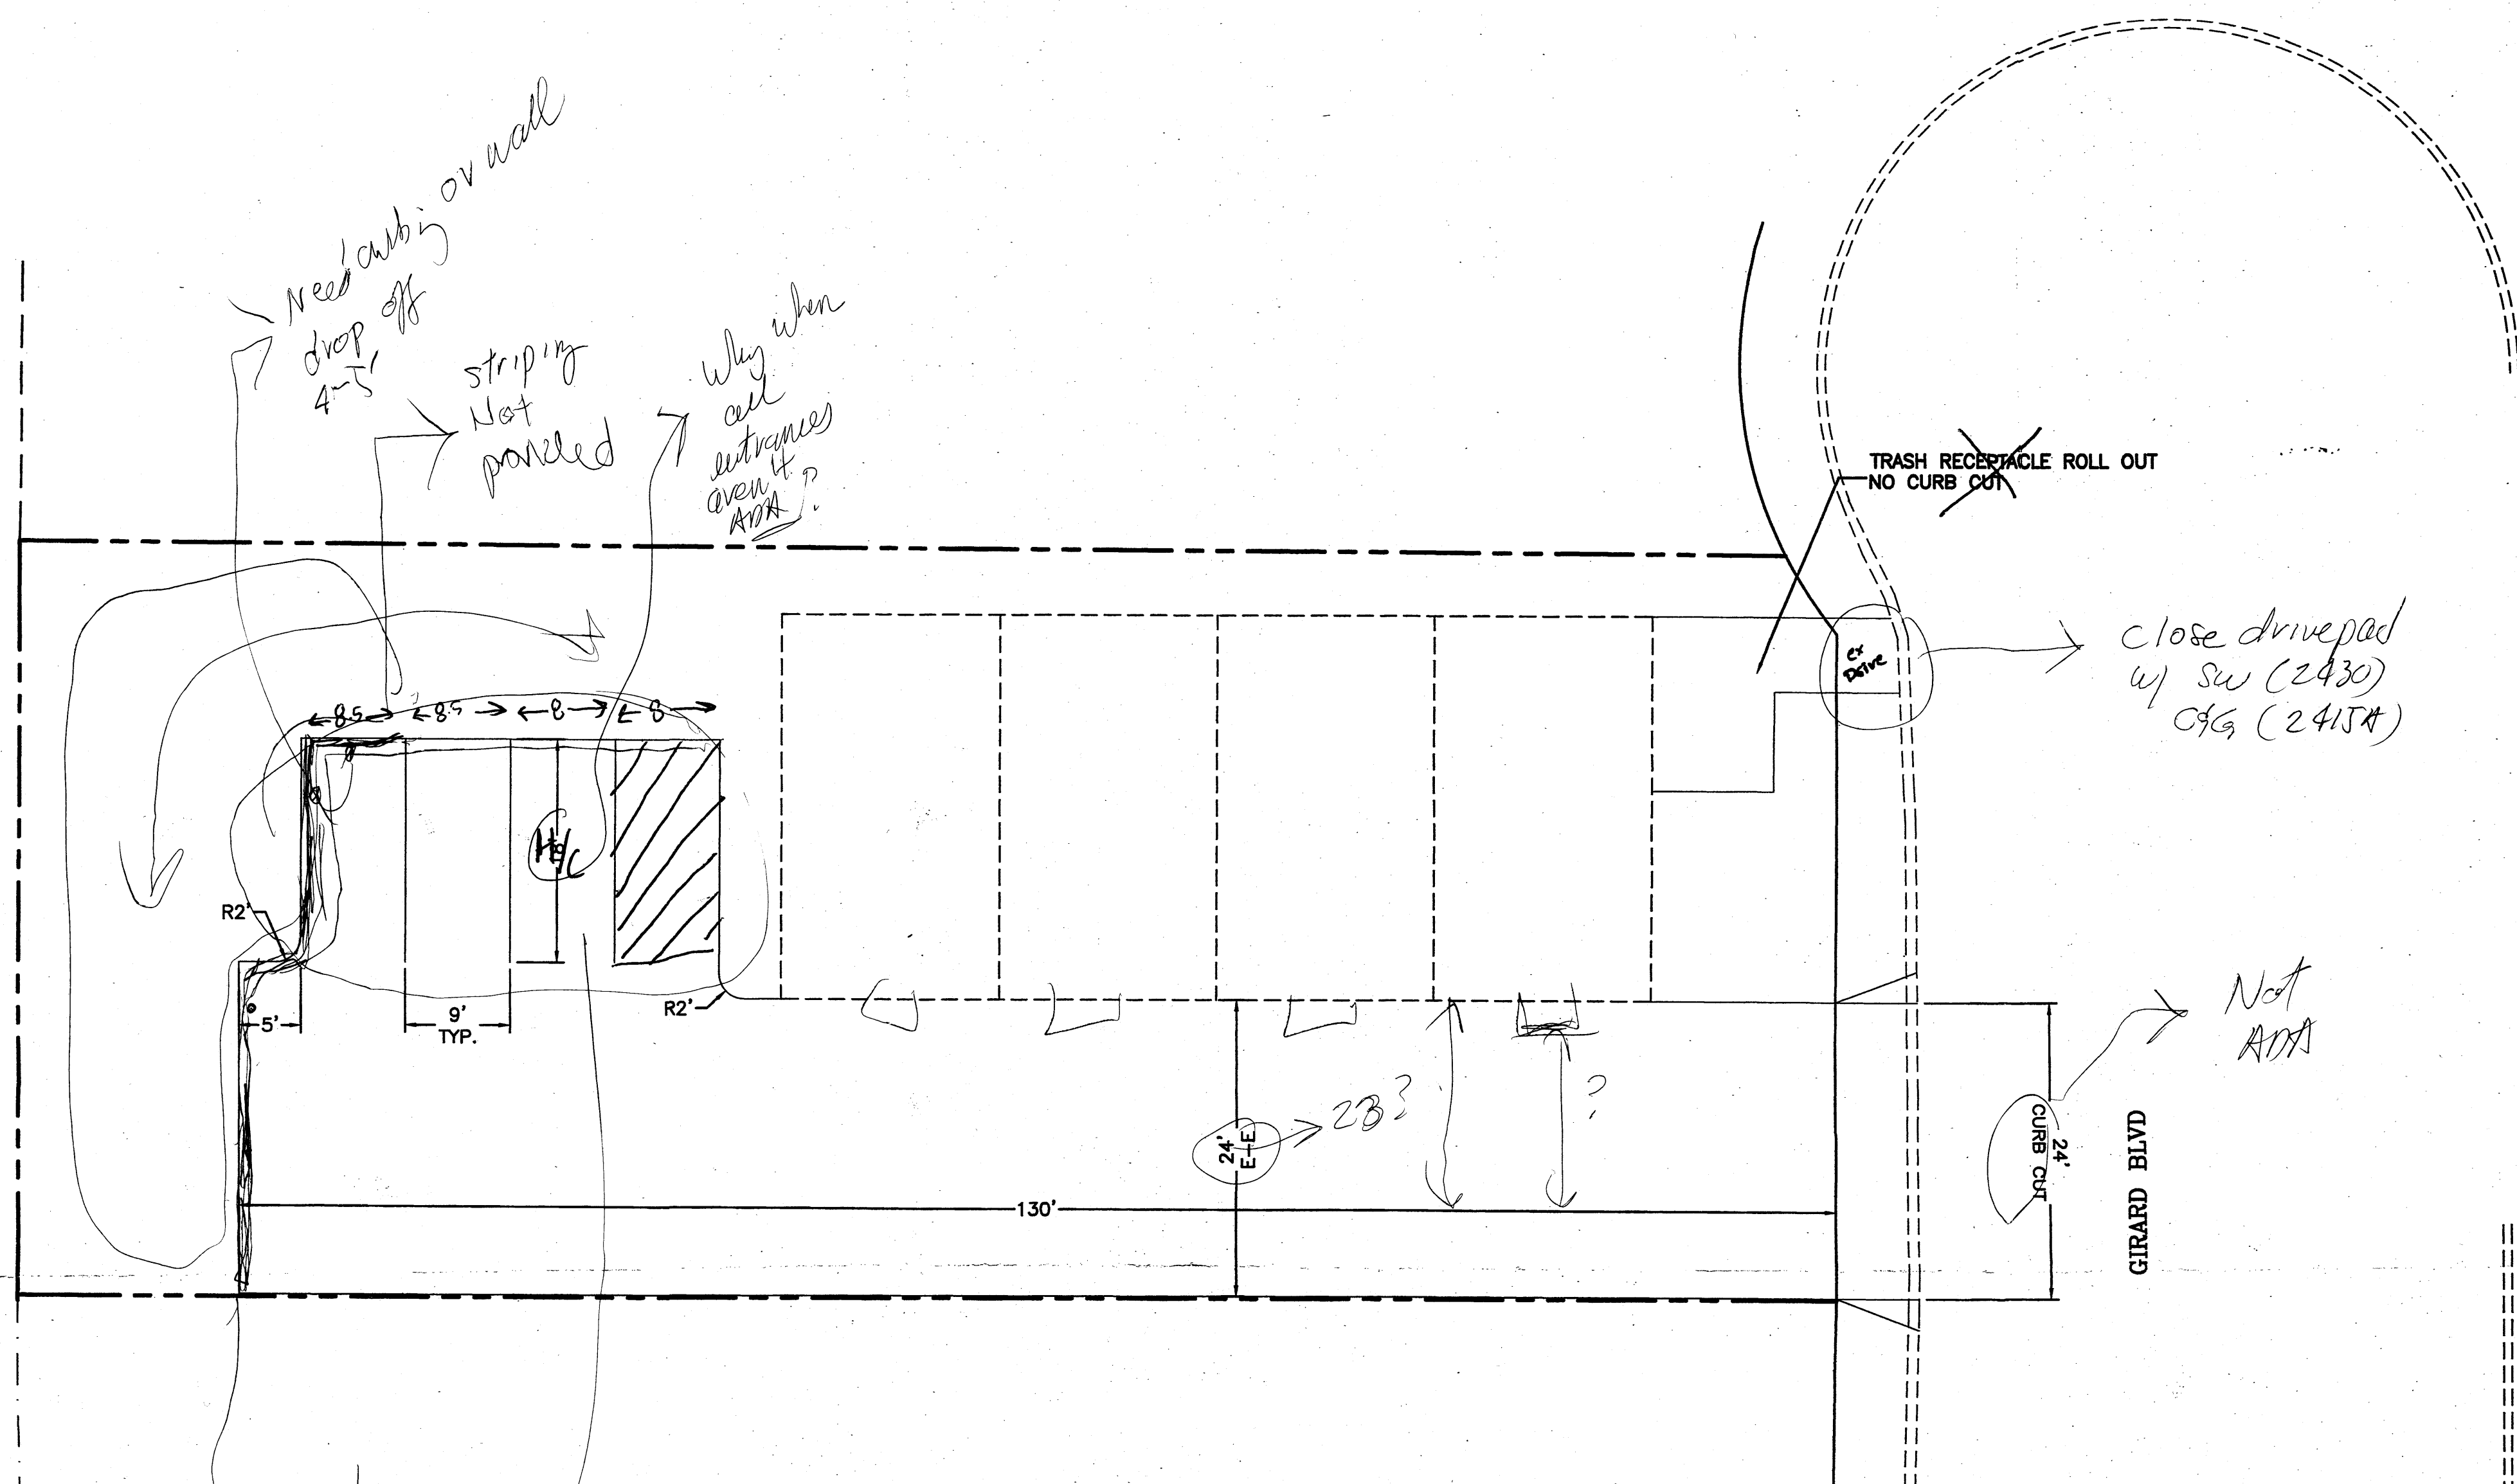 Need curbing or wall
drop off
4-5'
striping
Not
provided
Why when
all
entrances
aren't
ADA?
TRASH RECEPTACLE ROLL OUT
NO CURB CUT
ex
Drive
close drivepad
w/ SW (2430)
C&G (2415A)
8.5
8.5
8
8
H/C
18'
R2'
R2'
5'
9'
TYP.
24'
E-E
23?
?
130'
24'
CURB CUT
Not
ADA
GIRARD BLVD